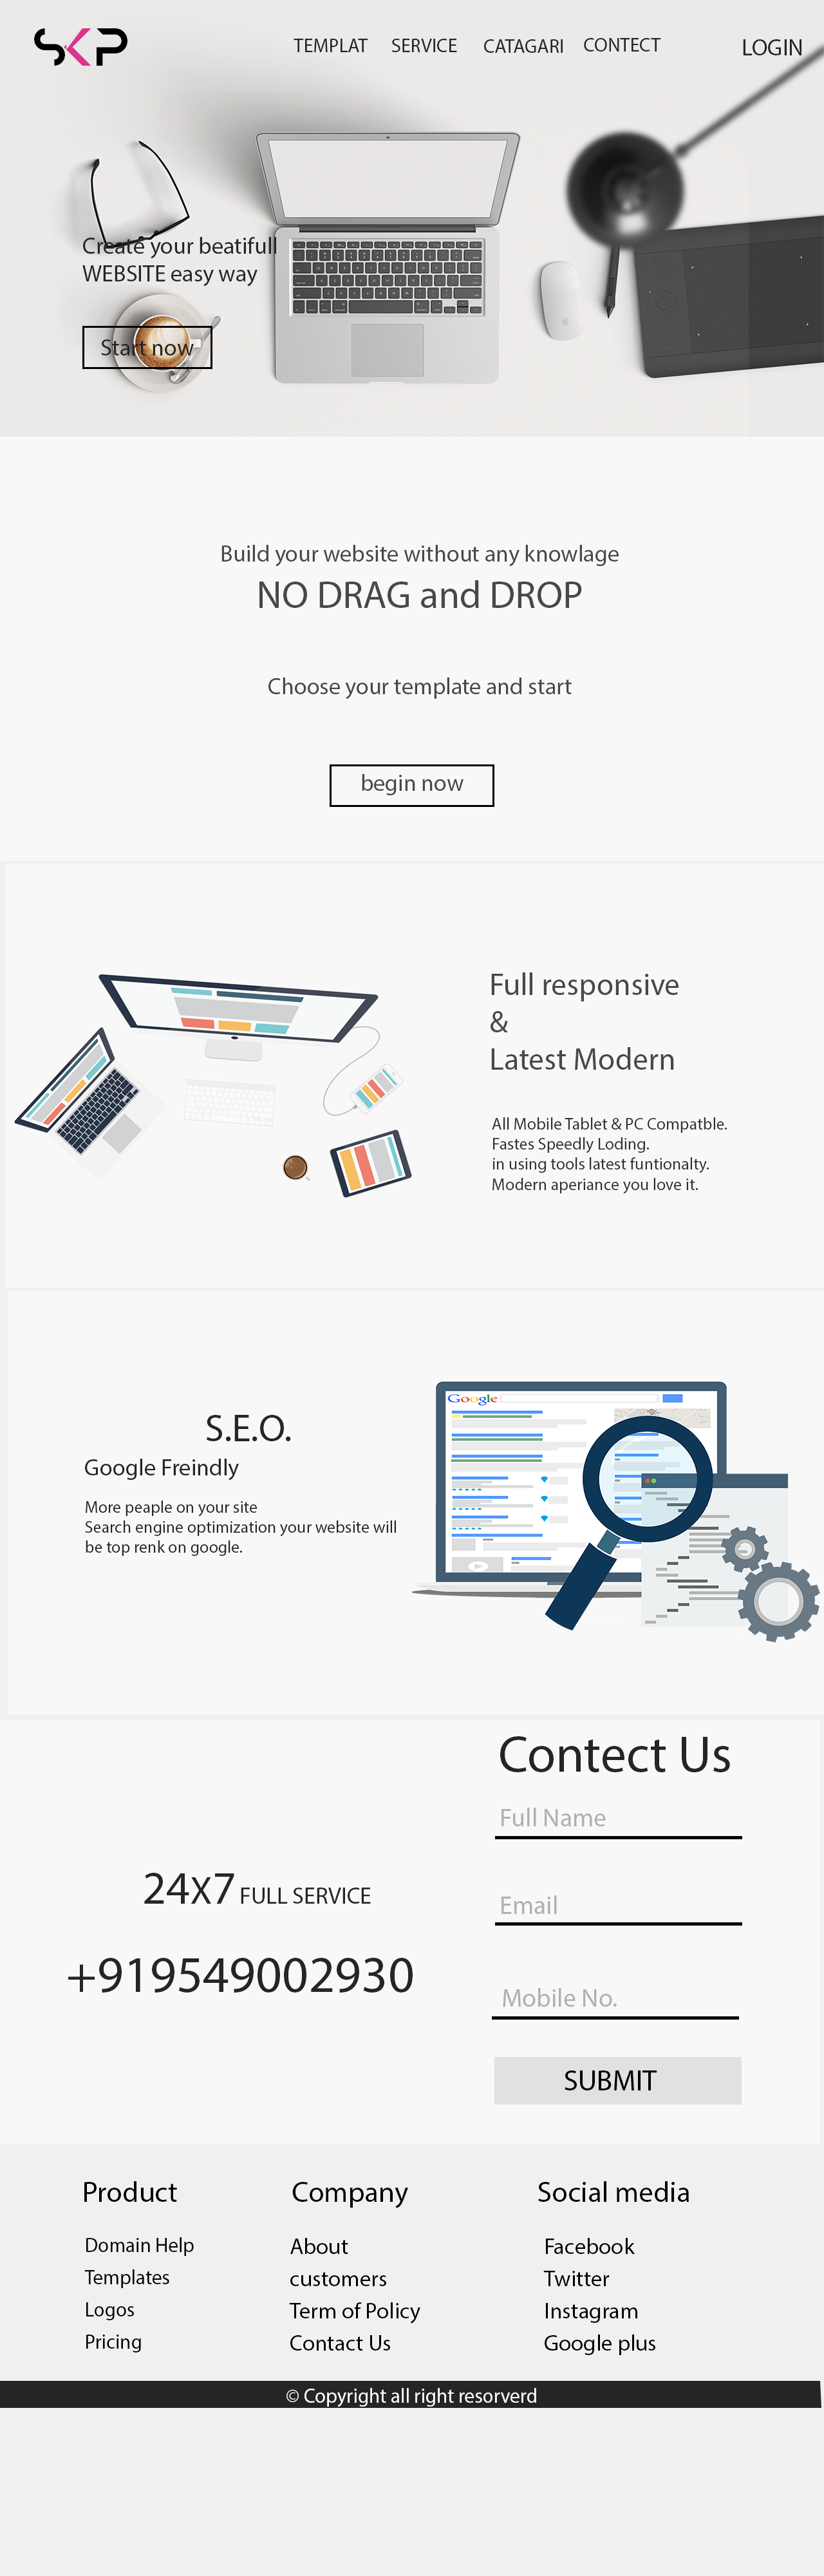 SKP
TEMPLAT SERVICE CATAGARI CONTECT LOGIN
Create your beatifull
WEBSITE easy way
Start now
Build your website without any knowlage
NO DRAG and DROP
Choose your template and start
begin now
Full responsive
&
Latest Modern
All Mobile Tablet & PC Compatble.
Fastes Speedly Loding.
in using tools latest funtionalty.
Modern aperiance you love it.
Google
S.E.O.
Google Freindly
More peaple on your site
Search engine optimization your website will
be top renk on google.
Contect Us
Full Name
Email
Mobile No.
SUBMIT
24X7 FULL SERVICE
+919549002930
Product
Domain Help
Templates
Logos
Pricing
Company
About
customers
Term of Policy
Contact Us
Social media
Facebook
Twitter
Instagram
Google plus
© Copyright all right resorverd